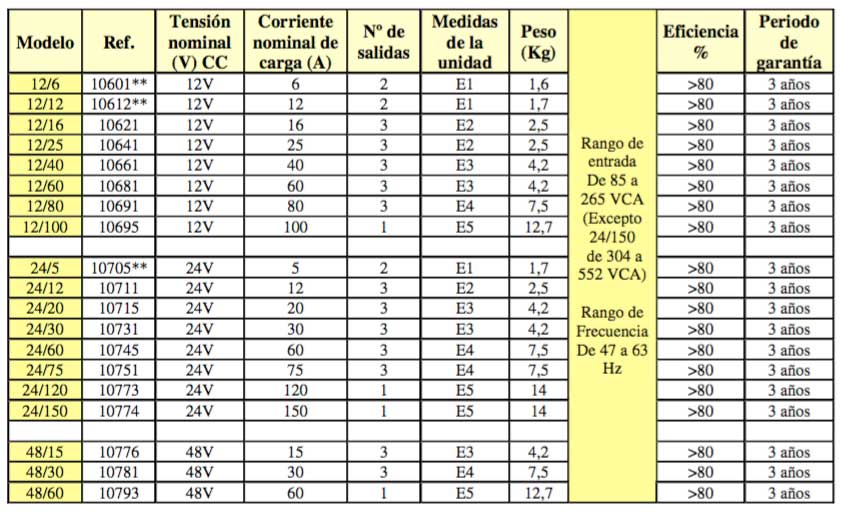 Modelo Ref. Tensión nominal (V) CC Corriente nominal de carga (A) Nº de salidas Medidas de la unidad Peso (Kg) Eficiencia % Periodo de garantía
12/6 10601** 12V 6 2 E1 1,6 >80 3 años
12/12 10612** 12V 12 2 E1 1,7 >80 3 años
12/16 10621 12V 16 3 E2 2,5 >80 3 años
12/25 10641 12V 25 3 E2 2,5 >80 3 años
12/40 10661 12V 40 3 E3 4,2 >80 3 años
12/60 10681 12V 60 3 E3 4,2 >80 3 años
12/80 10691 12V 80 3 E4 7,5 >80 3 años
12/100 10695 12V 100 1 E5 12,7 >80 3 años
24/5 10705** 24V 5 2 E1 1,7 >80 3 años
24/12 10711 24V 12 3 E2 2,5 >80 3 años
24/20 10715 24V 20 3 E3 4,2 >80 3 años
24/30 10731 24V 30 3 E3 4,2 >80 3 años
24/60 10745 24V 60 3 E4 7,5 >80 3 años
24/75 10751 24V 75 3 E4 7,5 >80 3 años
24/120 10773 24V 120 1 E5 14 >80 3 años
24/150 10774 24V 150 1 E5 14 >80 3 años
48/15 10776 48V 15 3 E3 4,2 >80 3 años
48/30 10781 48V 30 3 E4 7,5 >80 3 años
48/60 10793 48V 60 1 E5 12,7 >80 3 años
Rango de
entrada
De 85 a
265 VCA
(Excepto
24/150
de 304 a
552 VCA)
Rango de
Frecuencia
De 47 a 63
Hz